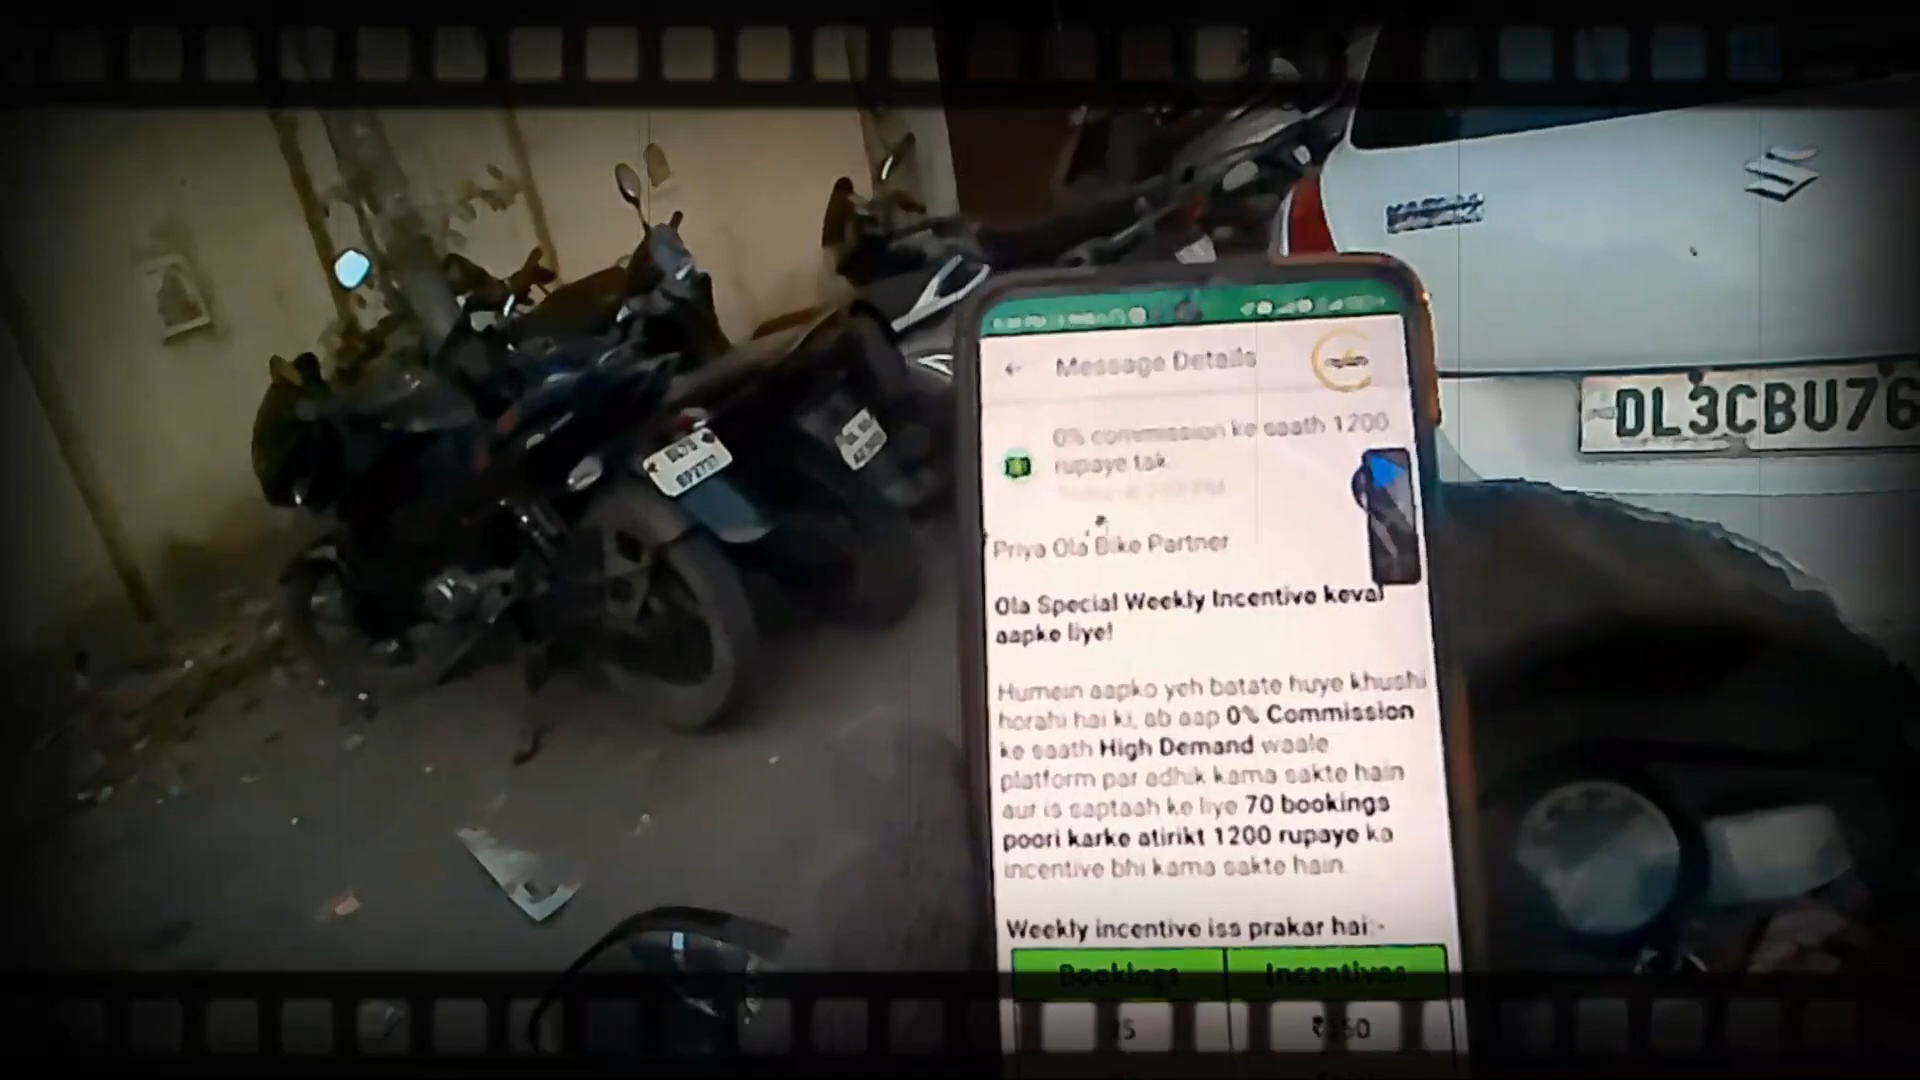 Message Details
0% commission ke saath 1200
rupaye tak
Priya Ola Bike Partner
Ola Special Weekly Incentive keval
aapke liye!
Humein aapko yeh batate huye khushi
horahi hai ki, ab aap 0% Commission
ke saath High Demand waale
platform par adhik kama sakte hain
aur is saptaah ke liye 70 bookings
poori karke atirikt 1200 rupaye ka
incentive bhi kama sakte hain
Weekly incentive iss prakar hai:-
Bookings Incentives
DL3CBU76